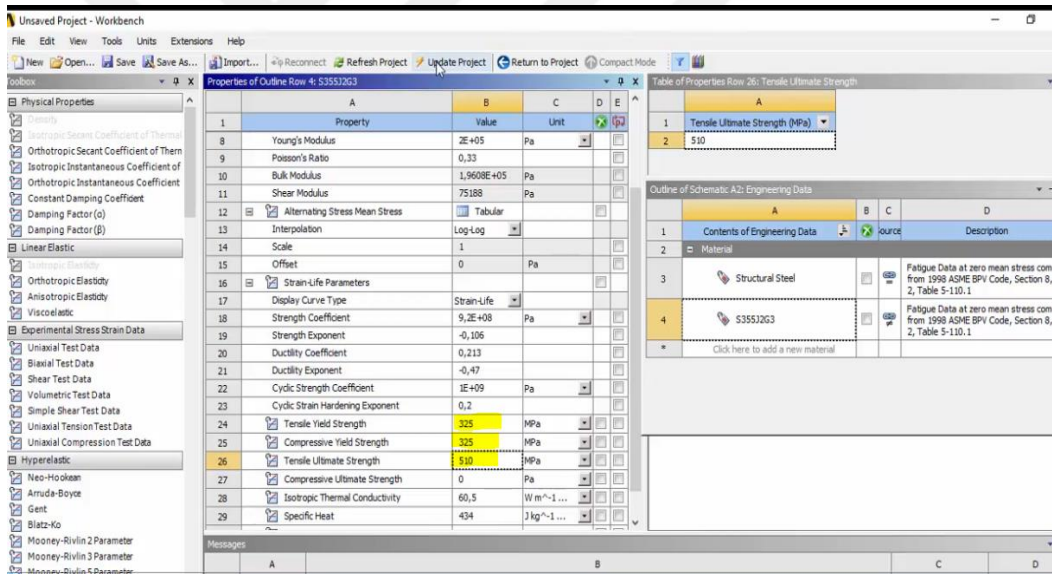 Unsaved Project - Workbench
File Edit View Tools Units Extensions Help
New Open... Save Save As... Import... Reconnect Refresh Project Update Project Return to Project Compact Mode
oolbox
Physical Properties
Density
Isotropic Secant Coefficient of Thermal
Orthotropic Secant Coefficient of Thern
Isotropic Instantaneous Coefficient of
Orthotropic Instantaneous Coefficient
Constant Damping Coefficient
Damping Factor (α)
Damping Factor (β)
Linear Elastic
Isotropic Elasticity
Orthotropic Elasticity
Anisotropic Elasticity
Viscoelastic
Experimental Stress Strain Data
Uniaxial Test Data
Biaxial Test Data
Shear Test Data
Volumetric Test Data
Simple Shear Test Data
Uniaxial Tension Test Data
Uniaxial Compression Test Data
Hyperelastic
Neo-Hookean
Arruda-Boyce
Gent
Blatz-Ko
Mooney-Rivlin 2 Parameter
Mooney-Rivlin 3 Parameter
Mooney-Rivlin 5 Parameter
Properties of Outline Row 4: S355J2G3
A B C D E
1 Property Value Unit
8 Young's Modulus 2E+05 Pa
9 Poisson's Ratio 0,33
10 Bulk Modulus 1,9608E+05 Pa
11 Shear Modulus 75188 Pa
12 Alternating Stress Mean Stress Tabular
13 Interpolation Log-Log
14 Scale 1
15 Offset 0 Pa
16 Strain-Life Parameters
17 Display Curve Type Strain-Life
18 Strength Coefficient 9,2E+08 Pa
19 Strength Exponent -0,106
20 Ductility Coefficient 0,213
21 Ductility Exponent -0,47
22 Cyclic Strength Coefficient 1E+09 Pa
23 Cyclic Strain Hardening Exponent 0,2
24 Tensile Yield Strength 325 MPa
25 Compressive Yield Strength 325 MPa
26 Tensile Ultimate Strength 510 MPa
27 Compressive Ultimate Strength 0 Pa
28 Isotropic Thermal Conductivity 60,5 W m^-1 ...
29 Specific Heat 434 J kg^-1 ...
Table of Properties Row 26: Tensile Ultimate Strength
A
1 Tensile Ultimate Strength (MPa)
2 510
Outline of Schematic A2: Engineering Data
A B C D
1 Contents of Engineering Data ource Description
2 Material
3 Structural Steel Fatigue Data at zero mean stress com
from 1998 ASME BPV Code, Section 8,
2, Table 5-110.1
4 S355J2G3 Fatigue Data at zero mean stress com
from 1998 ASME BPV Code, Section 8,
2, Table 5-110.1
* Click here to add a new material
Messages
A B C D